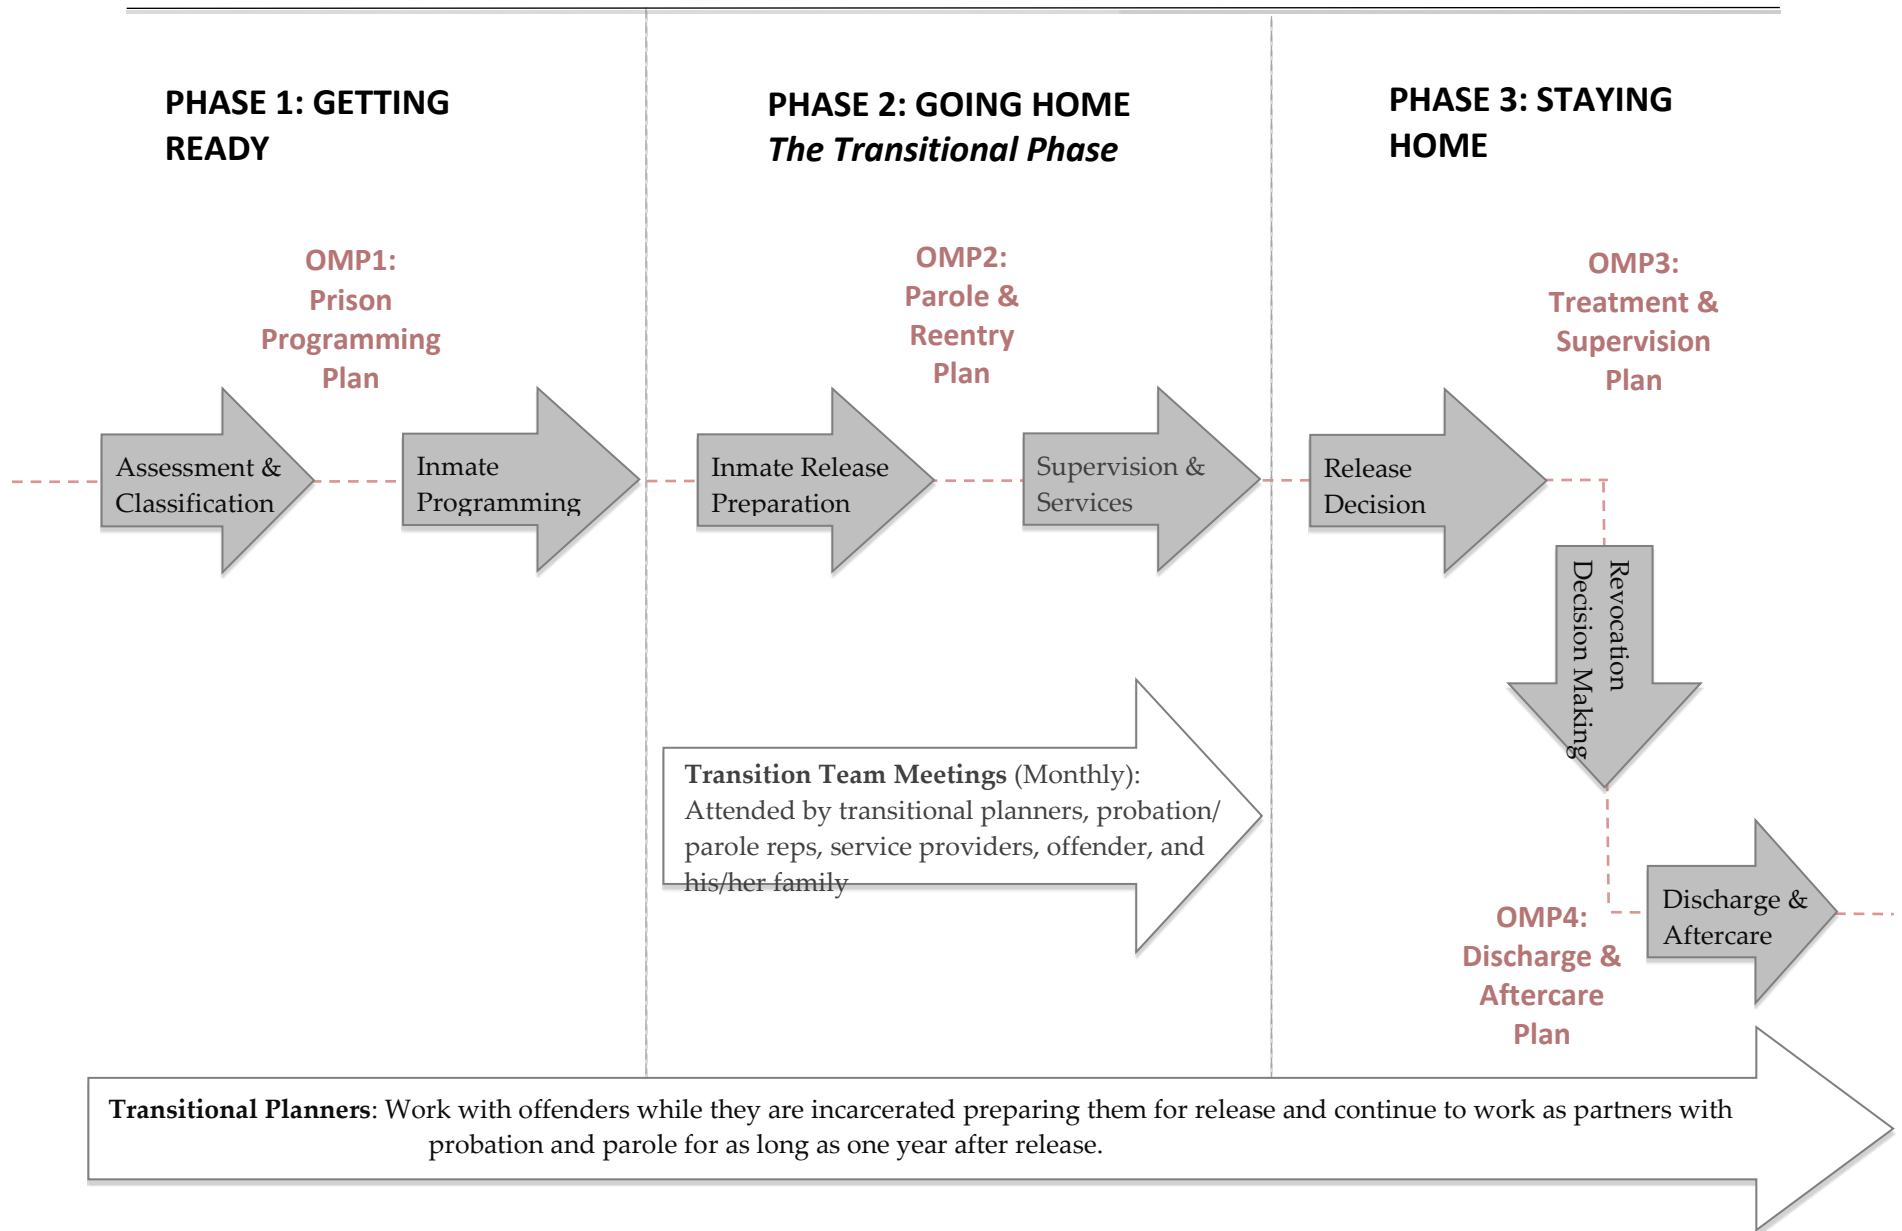 PHASE 1: GETTING
READY
PHASE 2: GOING HOME
The Transitional Phase
PHASE 3: STAYING
HOME
OMP1:
Prison
Programming
Plan
OMP2:
Parole &
Reentry
Plan
OMP3:
Treatment &
Supervision
Plan
Assessment &
Classification
Inmate
Programming
Inmate Release
Preparation
Supervision &
Services
Release
Decision
Revocation
Decision Making
Transition Team Meetings (Monthly):
Attended by transitional planners, probation/
parole reps, service providers, offender, and
his/her family
OMP4:
Discharge &
Aftercare
Plan
Discharge &
Aftercare
Transitional Planners: Work with offenders while they are incarcerated preparing them for release and continue to work as partners with
probation and parole for as long as one year after release.